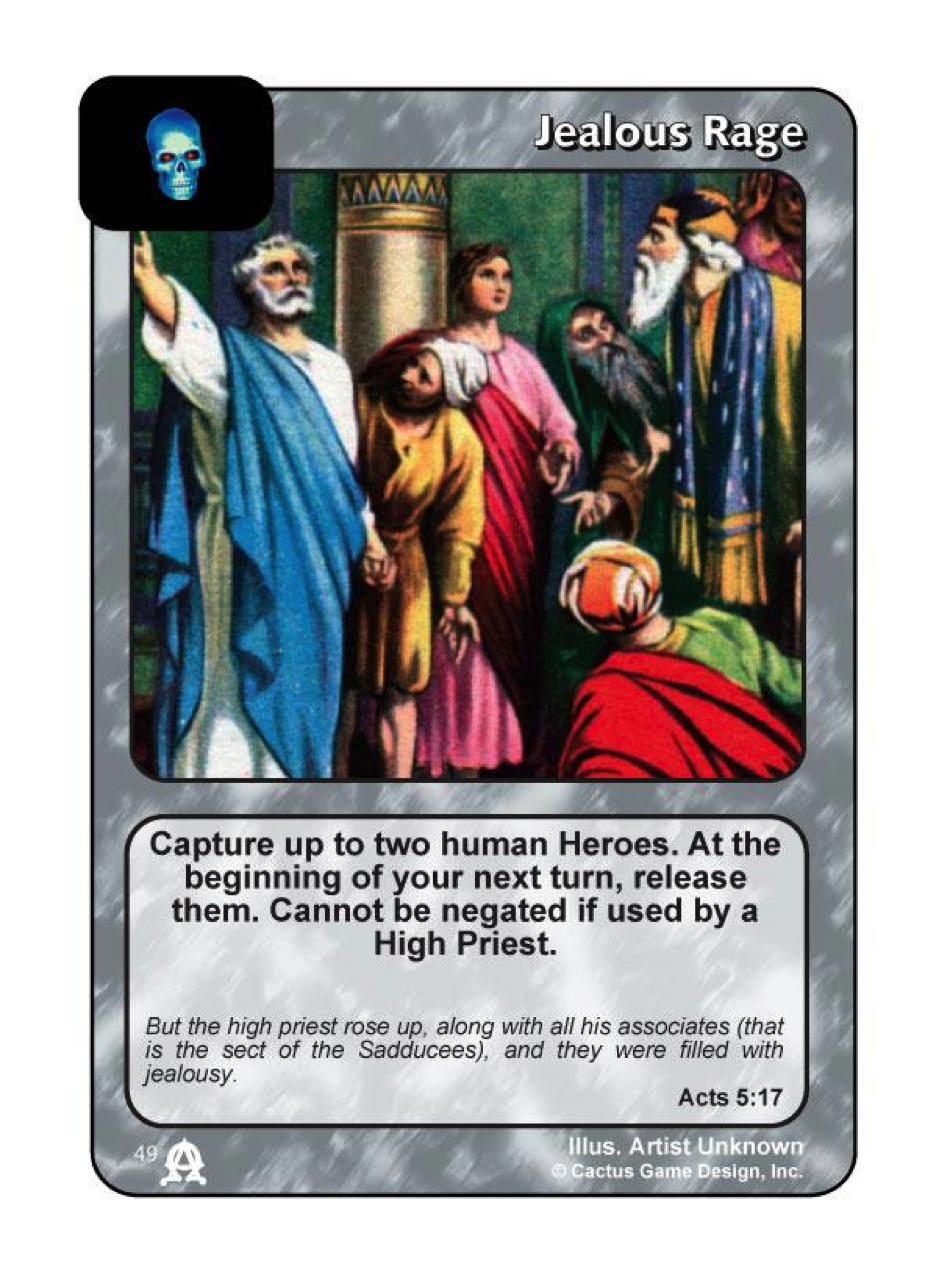 Jealous Rage
Capture up to two human Heroes. At the
beginning of your next turn, release
them. Cannot be negated if used by a
High Priest.
But the high priest rose up, along with all his associates (that
is the sect of the Sadducees), and they were filled with
jealousy.
Acts 5:17
49 A
Illus. Artist Unknown
© Cactus Game Design, Inc.